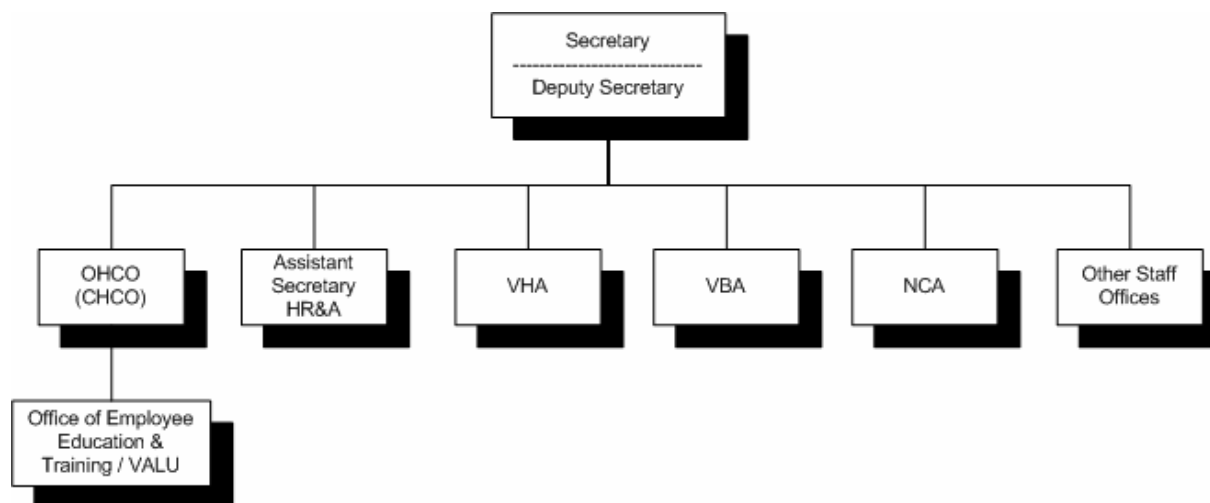 Secretary
------------------------------
Deputy Secretary
OHCO
(CHCO)
Assistant
Secretary
HR&A
VHA
VBA
NCA
Other Staff
Offices
Office of Employee
Education &
Training / VALU